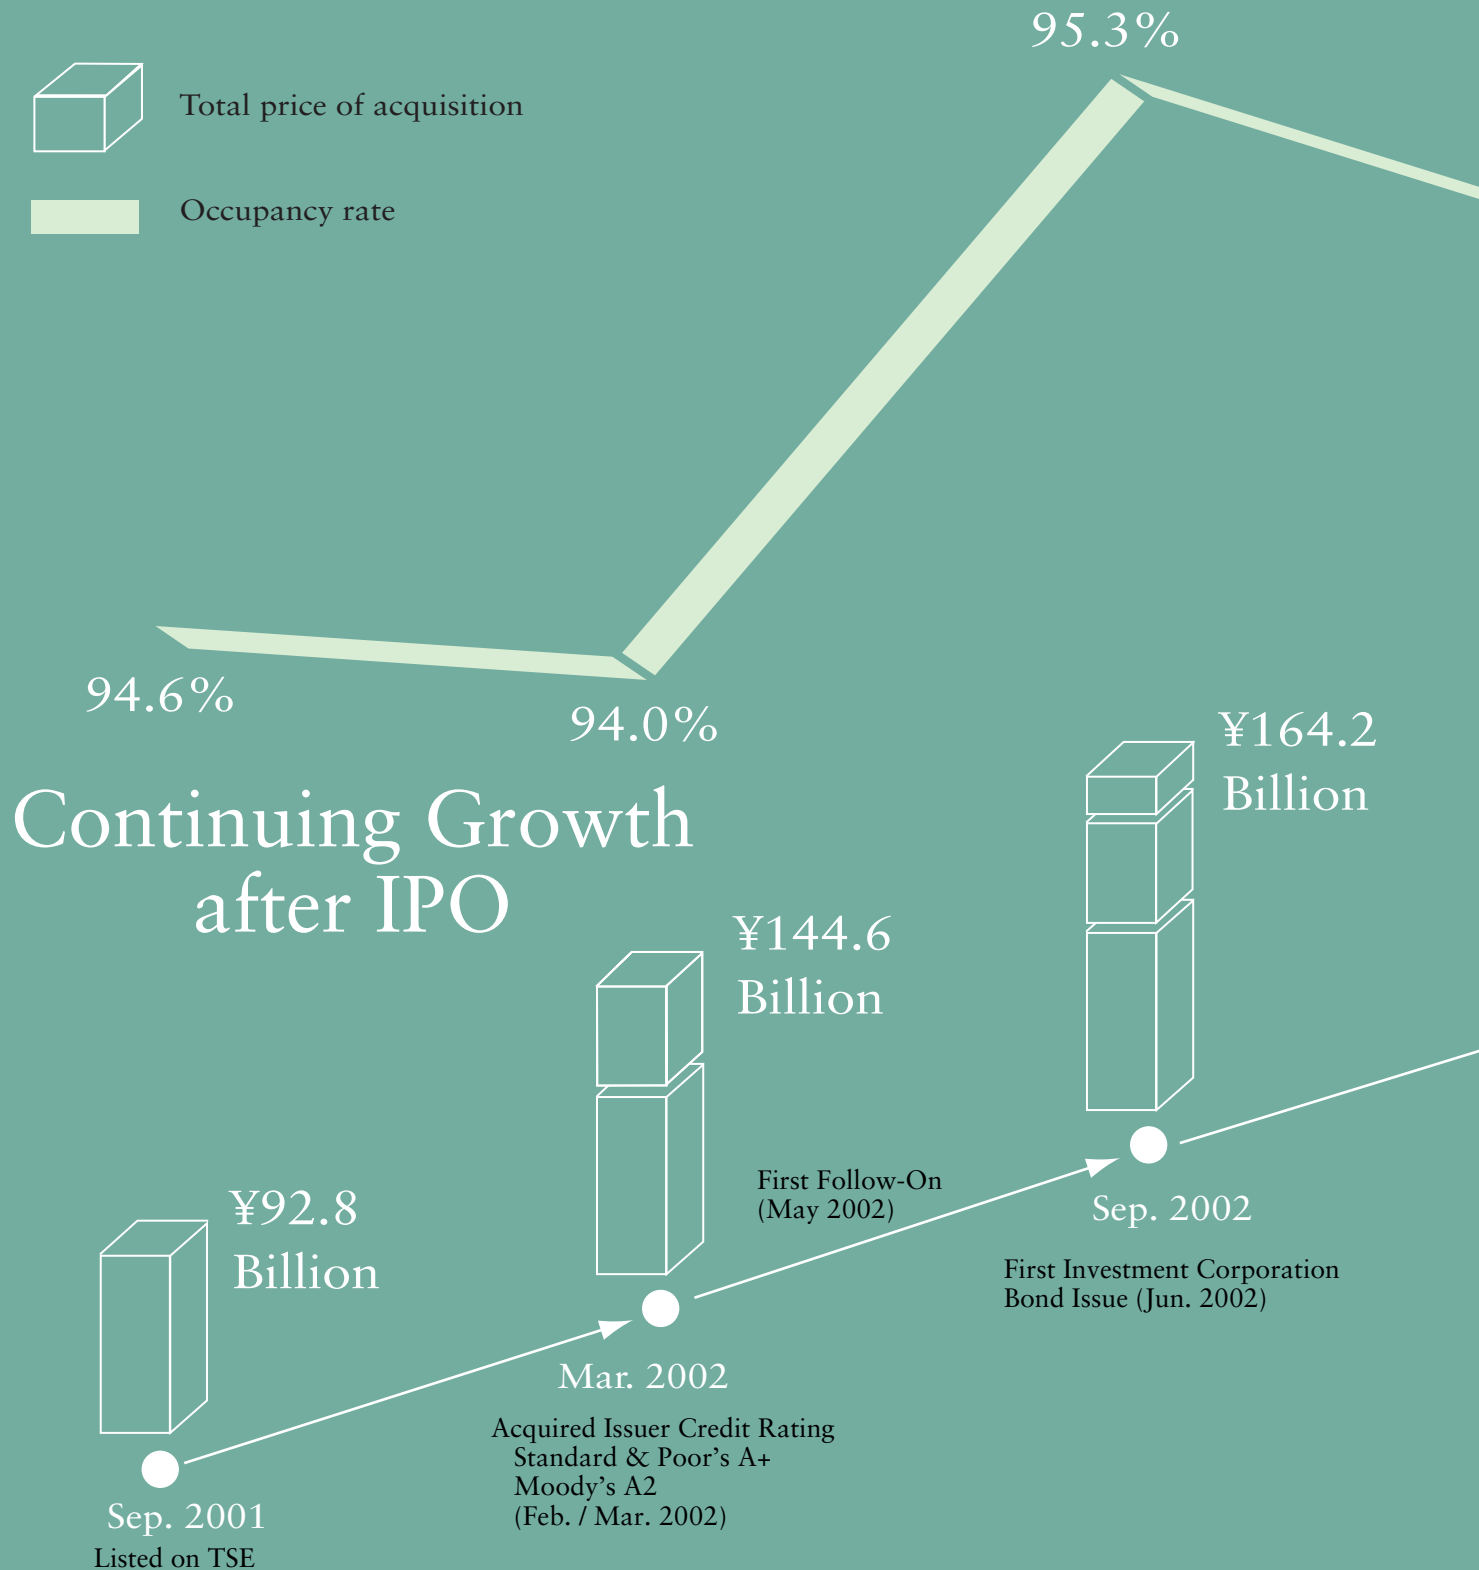 95.3%
Total price of acquisition
Occupancy rate
94.6%
94.0%
¥164.2
Billion
Continuing Growth
after IPO
¥144.6
Billion
First Follow-On
(May 2002)
Sep. 2002
¥92.8
Billion
First Investment Corporation
Bond Issue (Jun. 2002)
Mar. 2002
Acquired Issuer Credit Rating
Standard & Poor’s A+
Moody’s A2
(Feb. / Mar. 2002)
Sep. 2001
Listed on TSE